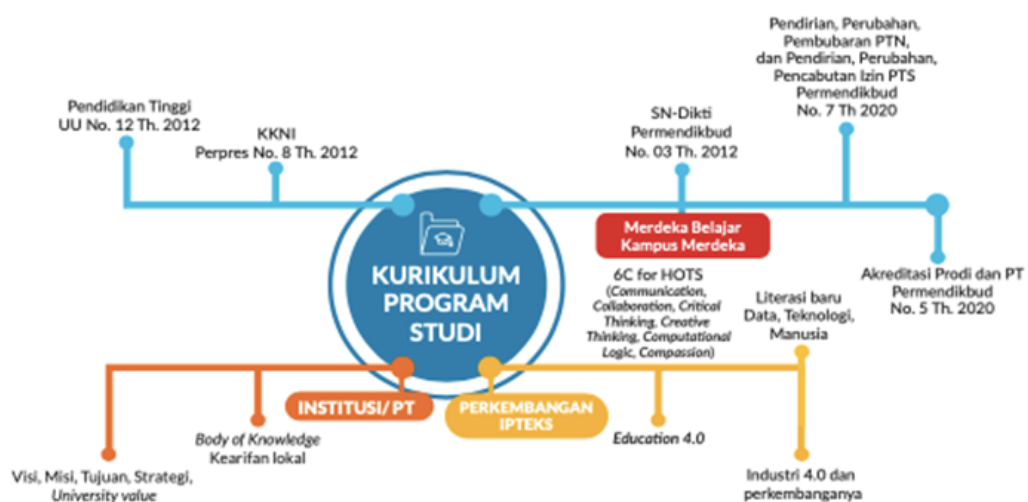 Pendirian, Perubahan,
Pembubaran PTN,
dan Pendirian, Perubahan,
Pencabutan Izin PTS
Permendikbud
No. 7 Th 2020
Pendidikan Tinggi
UU No. 12 Th. 2012
KKNI
Perpres No. 8 Th. 2012
SN-Dikti
Permendikbud
No. 03 Th. 2012
Merdeka Belajar
Kampus Merdeka
KURIKULUM
PROGRAM
STUDI
6C for HOTS
(Communication,
Collaboration, Critical
Thinking, Creative
Thinking, Computational
Logic, Compassion)
Literasi baru
Data, Teknologi,
Manusia
Akreditasi Prodi dan PT
Permendikbud
No. 5 Th. 2020
INSTITUSI/ PT
PERKEMBANGAN
IPTEKS
Body of Knowledge
Kearifan lokal
Education 4.0
Visi, Misi, Tujuan, Strategi,
University value
Industri 4.0 dan
perkembanganya